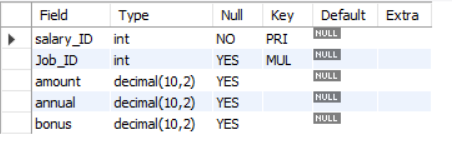 Field Type Null Key Default Extra
salary_ID int NO PRI NULL
Job_ID int YES MUL NULL
amount decimal(10,2) YES NULL
annual decimal(10,2) YES NULL
bonus decimal(10,2) YES NULL